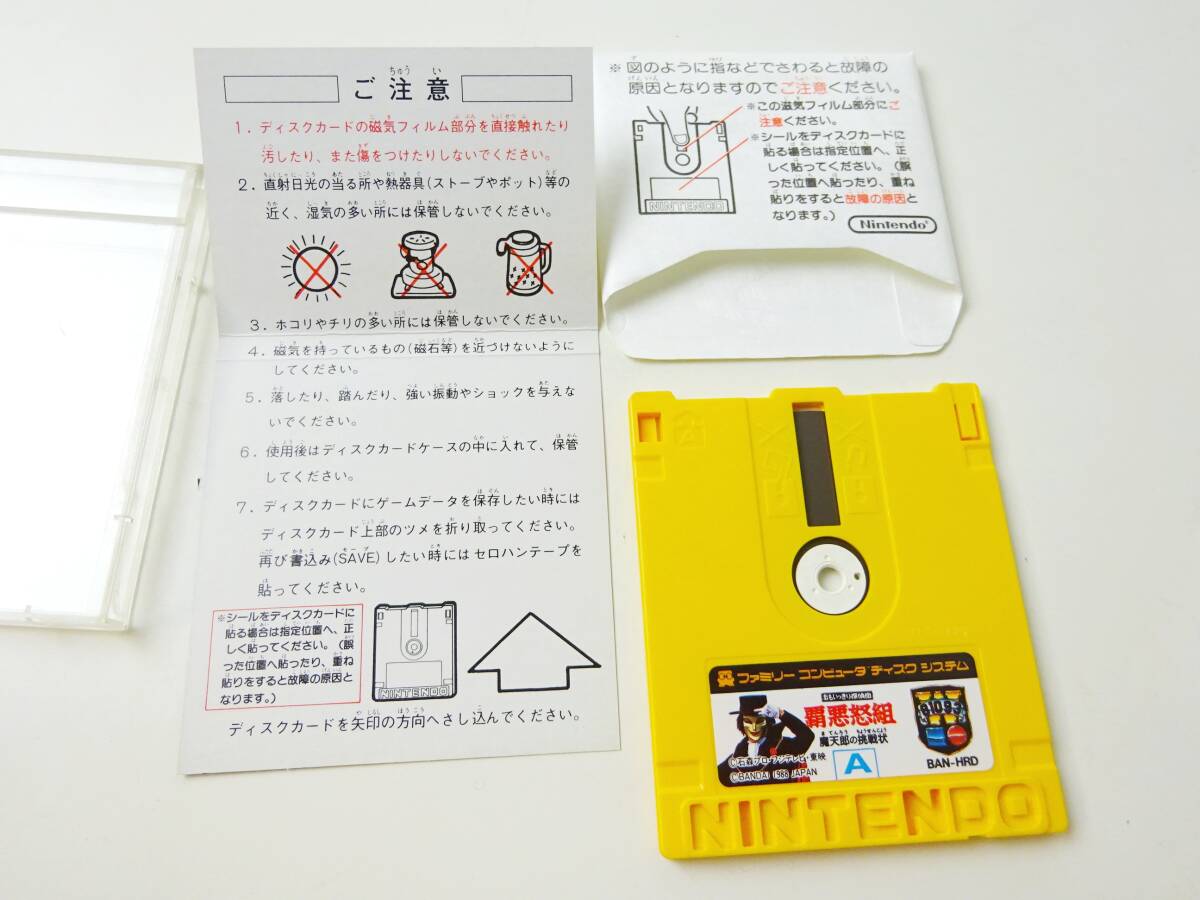 ご注意
1. ディスクカードの磁気フィルム部分を直接触れたり
汚したり、また傷をつけたりしないでください。
2. 直射日光の当る所や熱器具(ストーブやポット)等の
近く、湿気の多い所には保管しないでください。
3. ホコリやチリの多い所には保管しないでください。
4. 磁気を持っているもの(磁石等)を近づけないように
してください。
5. 落したり、踏んだり、強い振動やショックを与えな
いでください。
6. 使用後はディスクカードケースの中に入れて、保管
してください。
7. ディスクカードにゲームデータを保存したい時には
ディスクカード上部のツメを折り取ってください。
再び書込み(SAVE)したい時にはセロハンテープを
貼ってください。
※シールをディスクカードに
貼る場合は指定位置へ、正
しく貼ってください。(誤
った位置へ貼ったり、重ね
貼りをすると故障の原因と
なります。)
NINTENDO
ディスクカードを矢印の方向へさし込んでください。
※図のように指などでさわると故障の
原因となりますのでご注意ください。
※この磁気フィルム部分にご
注意ください。
※シールをディスクカードに
貼る場合は指定位置へ、正
しく貼ってください。(誤
った位置へ貼ったり、重ね
貼りをすると故障の原因と
なります。)
NINTENDO
Nintendo
ファミリー コンピュータ ディスク システム
おもいっきり探偵団
覇悪怒組
魔天郎の挑戦状
©石森プロ・フジテレビ・東映
©BANDAI 1986 JAPAN
A
BAN-HRD
NINTENDO